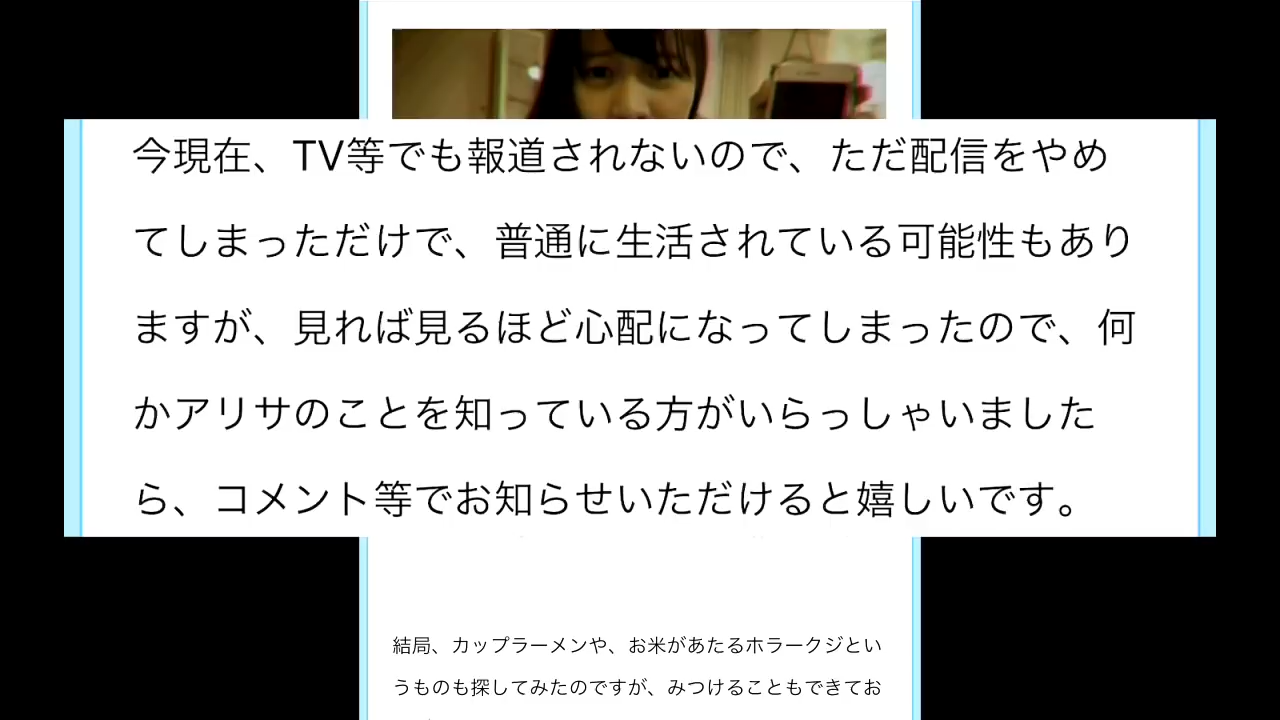 今現在、TV等でも報道されないので、ただ配信をやめ
てしまっただけで、普通に生活されている可能性もあり
ますが、見れば見るほど心配になってしまったので、何
かアリサのことを知っている方がいらっしゃいました
ら、コメント等でお知らせいただけると嬉しいです。
結局、カップラーメンや、お米があたるホラークジとい
うものも探してみたのですが、みつけることもできてお